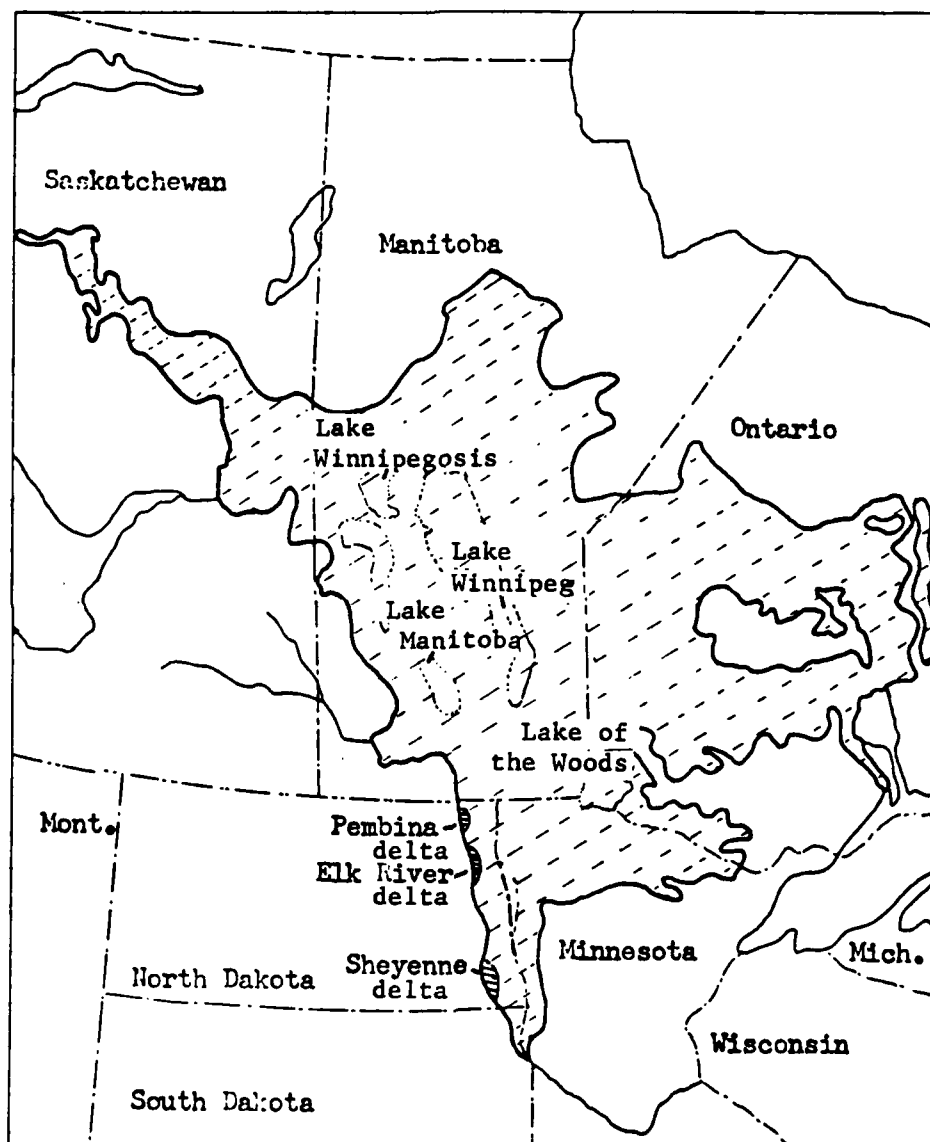 Saskatchewan
Manitoba
Ontario
Lake
Winnipegosis
Lake
Winnipeg
Lake
Manitoba
Lake of
the Woods
Mont.
Pembina
delta
Elk River
delta
Sheyenne
delta
North Dakota
Minnesota
Mich.
Wisconsin
South Dakota